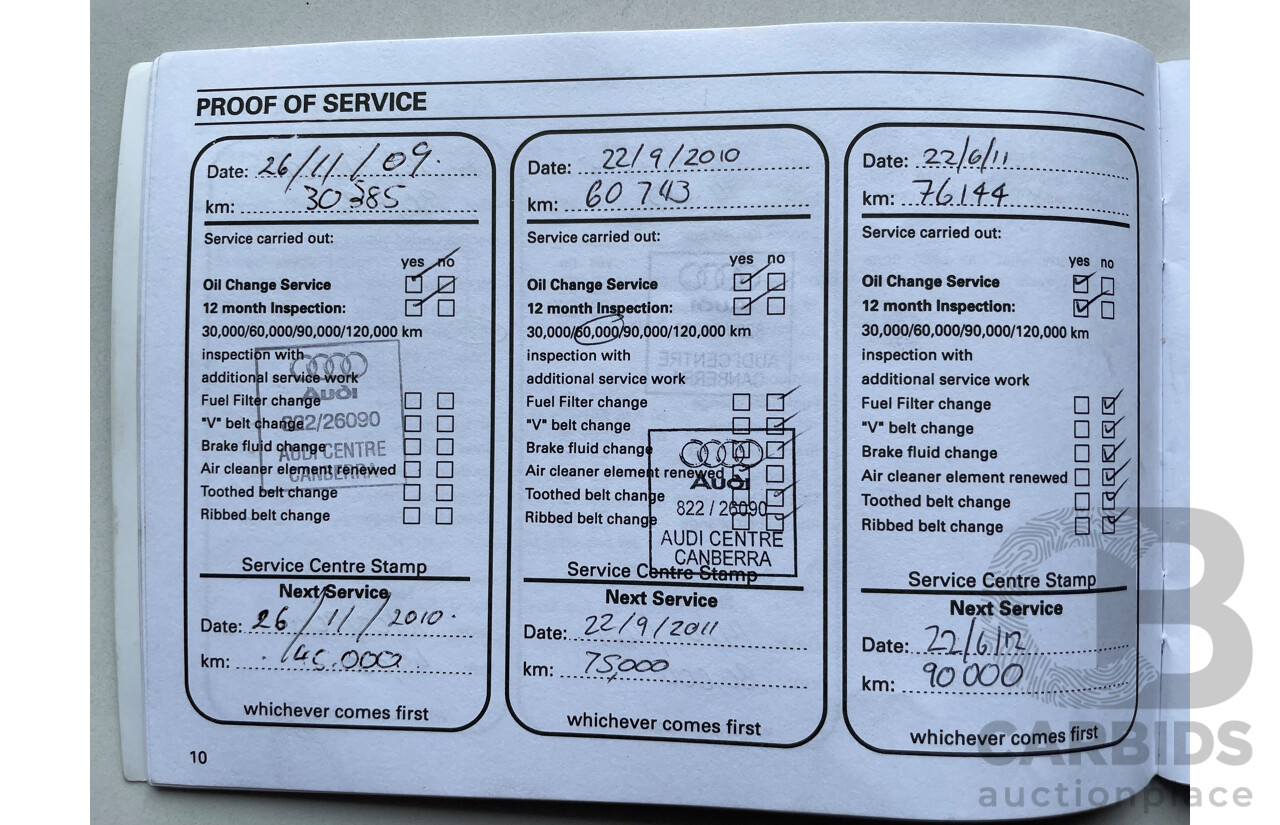 PROOF OF SERVICE
Date: 26/11/09.
km: 30385
Service carried out:
yes no
Oil Change Service
12 month Inspection:
30,000/60,000/90,000/120,000 km
inspection with
additional service work
Fuel Filter change
"V" belt change
Brake fluid change
Air cleaner element renewed
Toothed belt change
Ribbed belt change
Audi
822/26090
AUDI CENTRE
CANBERRA
Service Centre Stamp
Next Service
Date: 26/11/2010.
km: 45.000
whichever comes first
Date: 22/9/2010
km: 60 743
Service carried out:
yes no
Oil Change Service
12 month Inspection:
30,000/60,000/90,000/120,000 km
inspection with
additional service work
Fuel Filter change
"V" belt change
Brake fluid change
Air cleaner element renewed
Toothed belt change
Ribbed belt change
Audi
822 / 26090
AUDI CENTRE
CANBERRA
Service Centre Stamp
Next Service
Date: 22/9/2011
km: 75,000
whichever comes first
Date: 22/6/11
km: 76144
Service carried out:
yes no
Oil Change Service
12 month Inspection:
30,000/60,000/90,000/120,000 km
inspection with
additional service work
Fuel Filter change
"V" belt change
Brake fluid change
Air cleaner element renewed
Toothed belt change
Ribbed belt change
Service Centre Stamp
Next Service
Date: 22/6/12
km: 90000
whichever comes first
10
CARBIDS
auctionplace